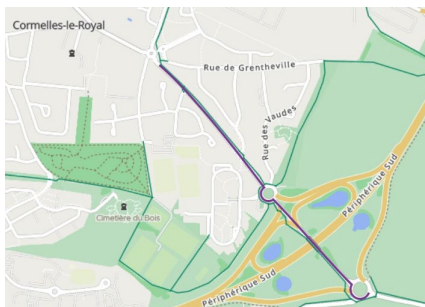 Cormelles-le-Royal
Rue de Grentheville
Rue des Vaudes
Périphérique Sud
Cimetière du Bois
Périphérique Sud